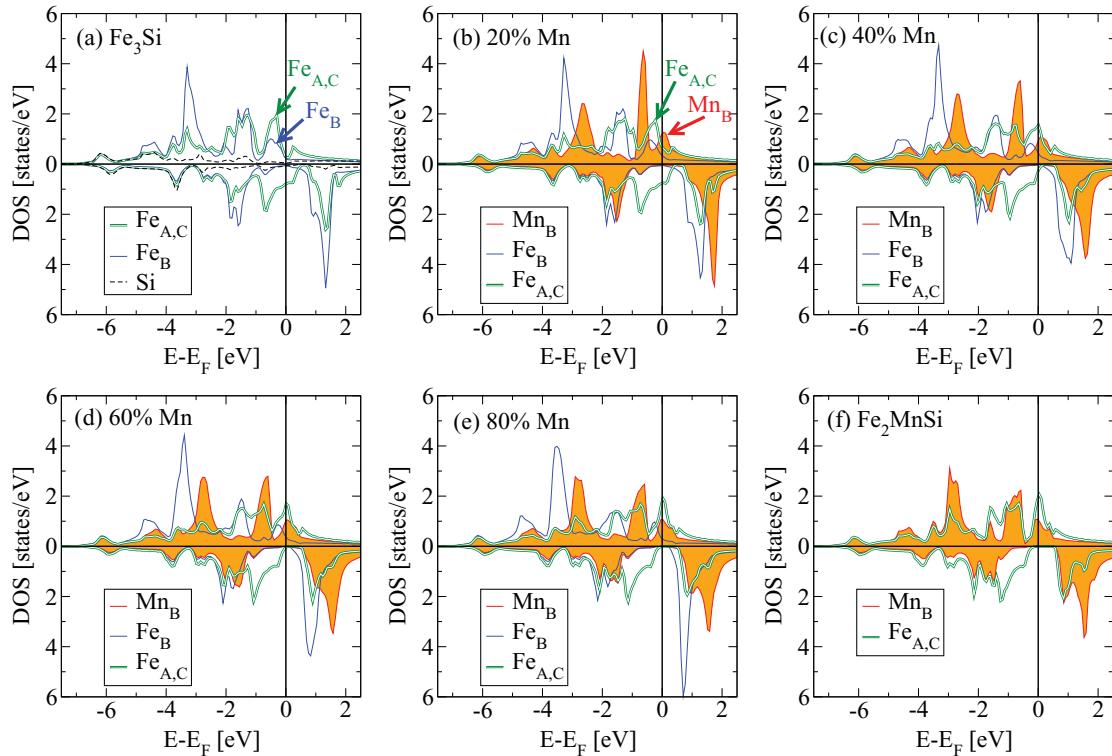 (a) Fe3Si
FeA,C
FeB
FeA,C
FeB
Si
DOS [states/eV]
6
4
2
0
2
4
6
-6 -4 -2 0 2
E-EF [eV]
(b) 20% Mn
FeA,C
MnB
MnB
FeB
FeA,C
DOS [states/eV]
6
4
2
0
2
4
6
-6 -4 -2 0 2
E-EF [eV]
(c) 40% Mn
MnB
FeB
FeA,C
DOS [states/eV]
6
4
2
0
2
4
6
-6 -4 -2 0 2
E-EF [eV]
(d) 60% Mn
MnB
FeB
FeA,C
DOS [states/eV]
6
4
2
0
2
4
6
-6 -4 -2 0 2
E-EF [eV]
(e) 80% Mn
MnB
FeB
FeA,C
DOS [states/eV]
6
4
2
0
2
4
6
-6 -4 -2 0 2
E-EF [eV]
(f) Fe2MnSi
MnB
FeA,C
DOS [states/eV]
6
4
2
0
2
4
6
-6 -4 -2 0 2
E-EF [eV]